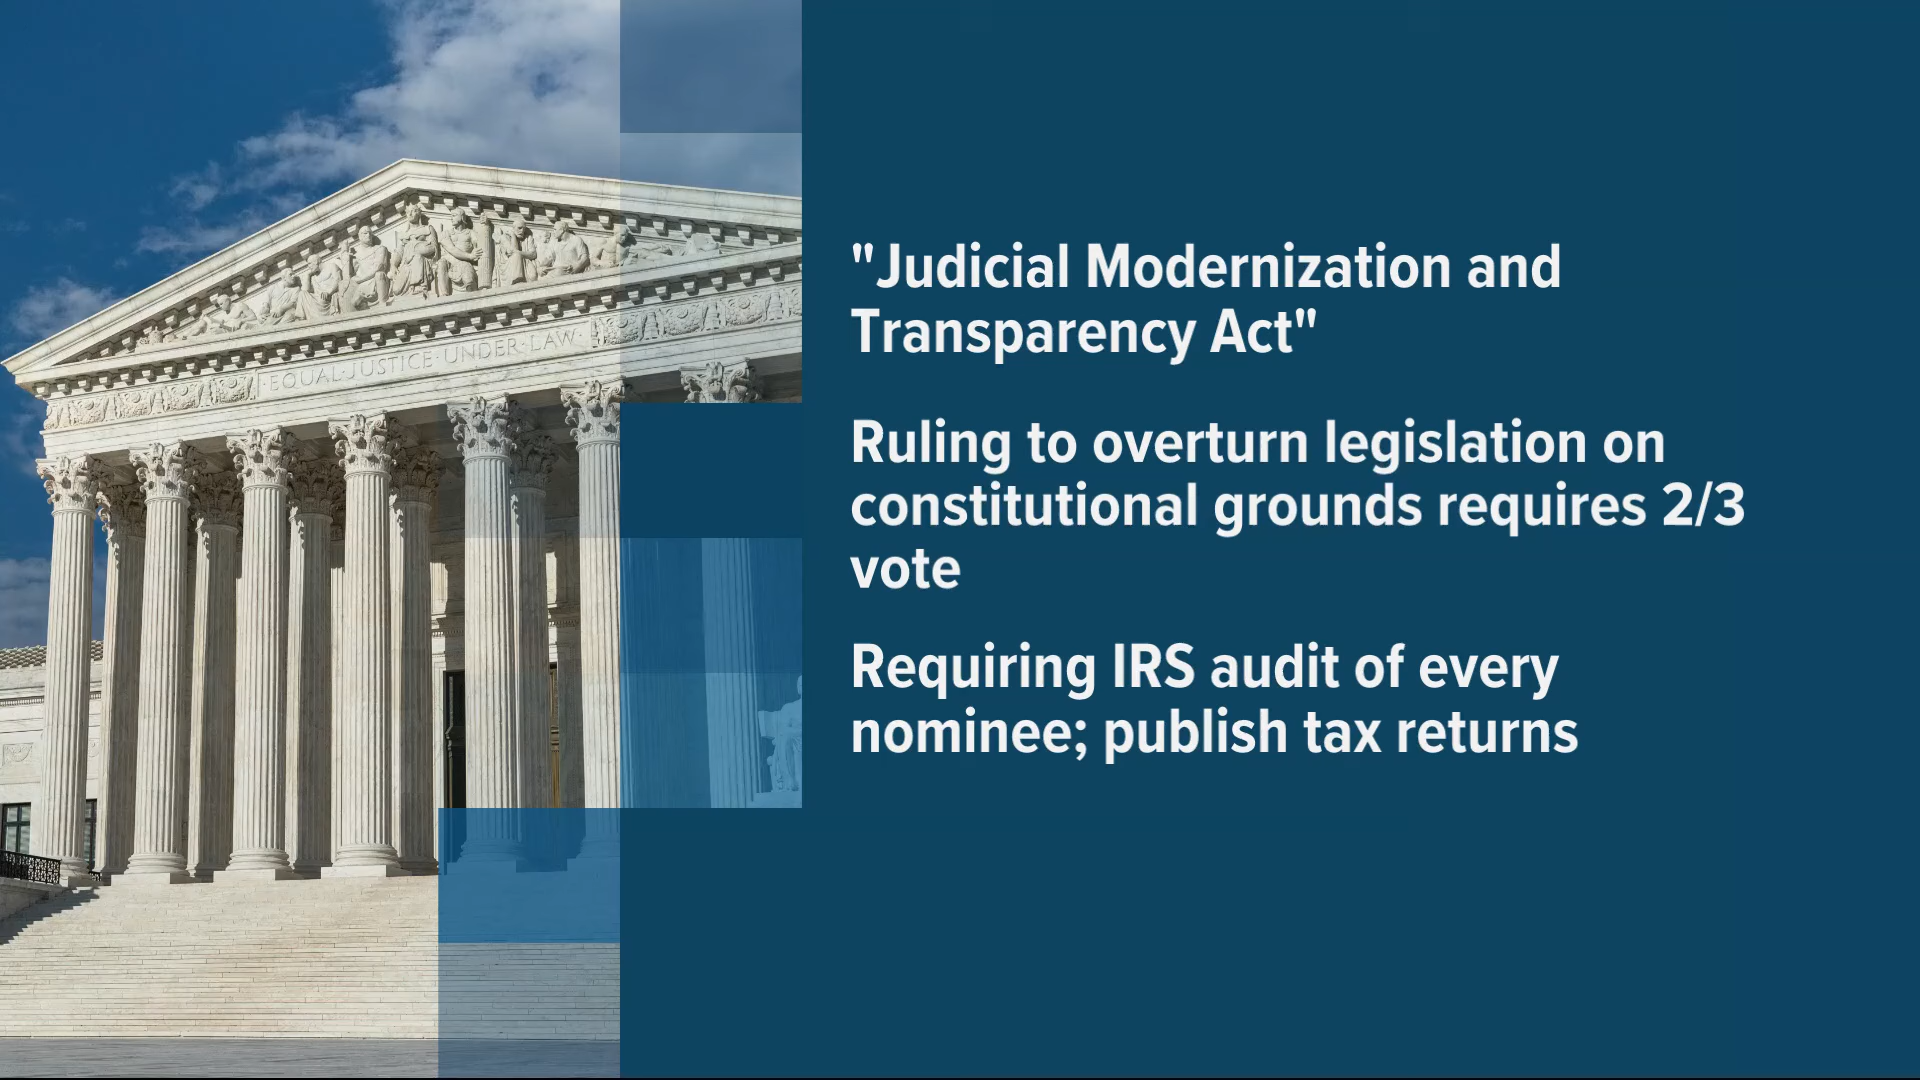 EQUAL·JUSTICE·UNDER·LAW·
"Judicial Modernization and
Transparency Act"
Ruling to overturn legislation on
constitutional grounds requires 2/3
vote
Requiring IRS audit of every
nominee; publish tax returns